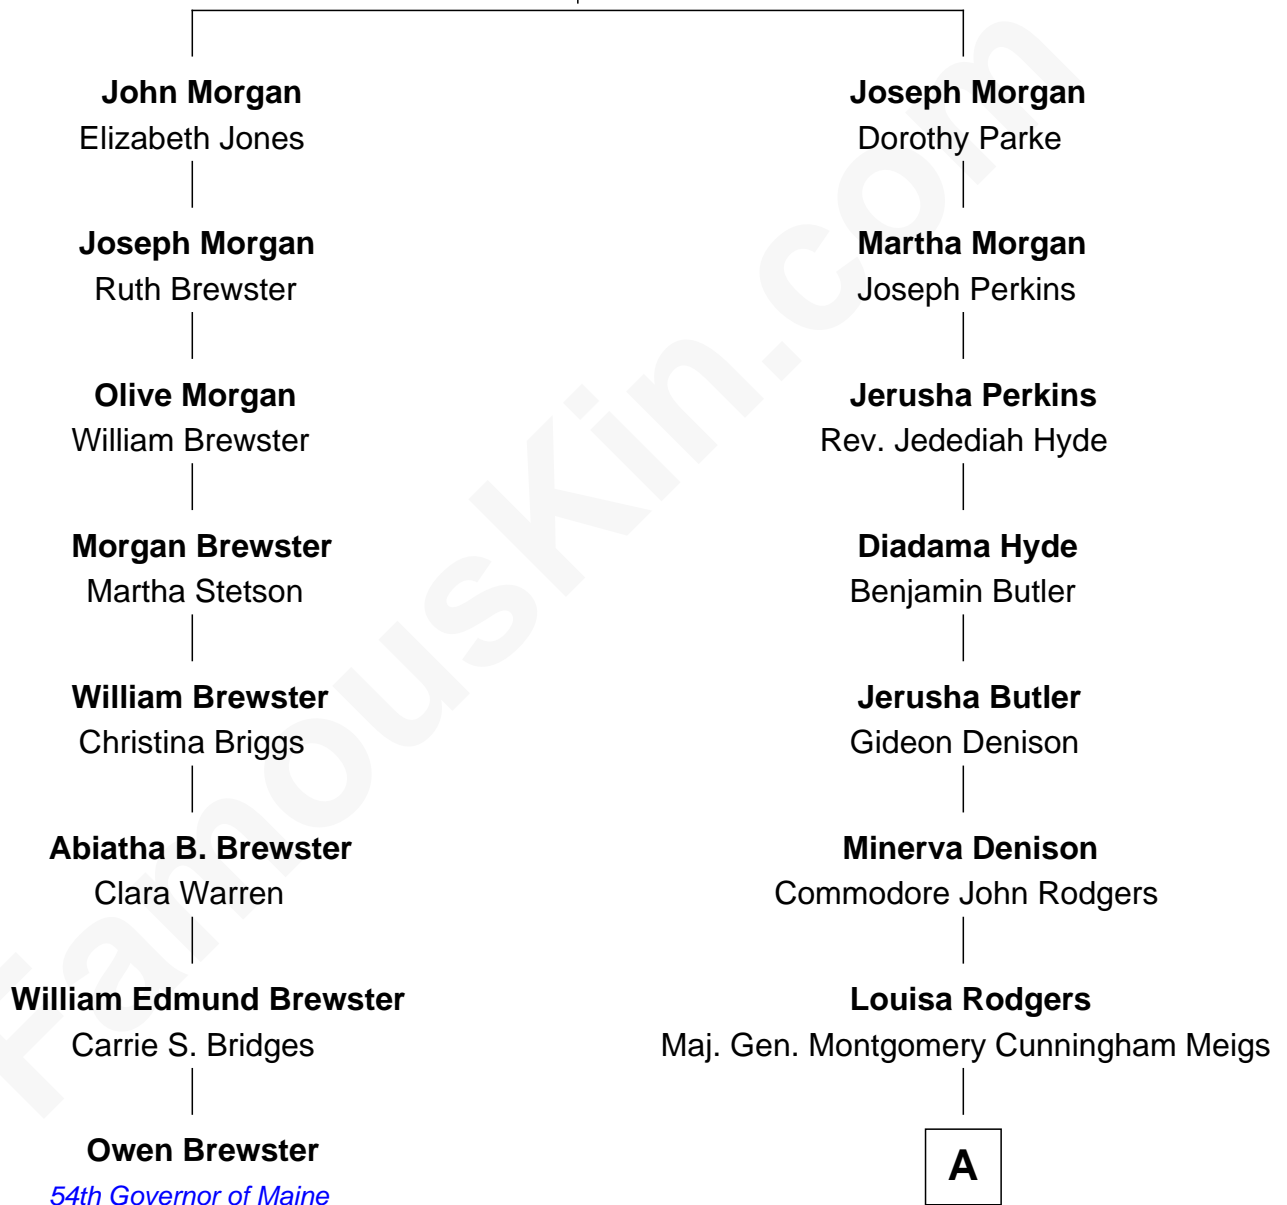 John Morgan
Elizabeth Jones
Joseph Morgan
Dorothy Parke
Joseph Morgan
Ruth Brewster
Martha Morgan
Joseph Perkins
Olive Morgan
William Brewster
Jerusha Perkins
Rev. Jedediah Hyde
Morgan Brewster
Martha Stetson
Diadama Hyde
Benjamin Butler
William Brewster
Christina Briggs
Jerusha Butler
Gideon Denison
Abiatha B. Brewster
Clara Warren
Minerva Denison
Commodore John Rodgers
William Edmund Brewster
Carrie S. Bridges
Louisa Rodgers
Maj. Gen. Montgomery Cunningham Meigs
Owen Brewster
54th Governor of Maine
A
FamousKin.com